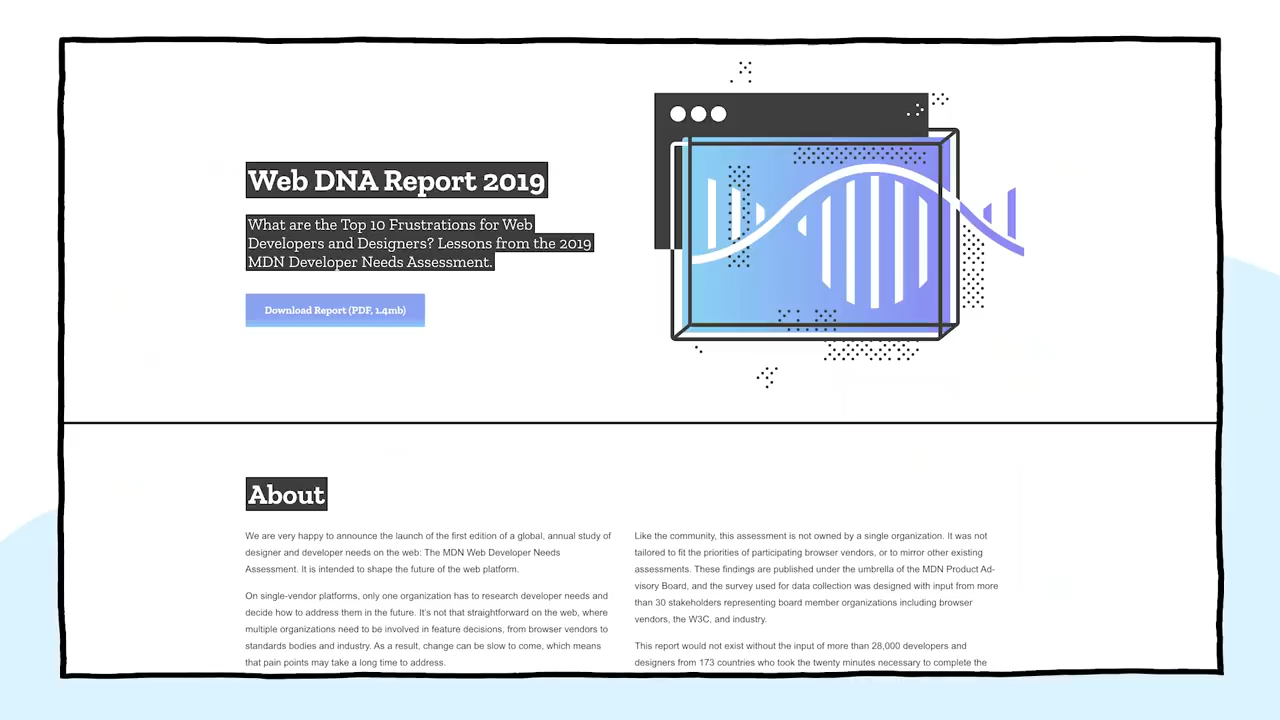 Web DNA Report 2019
What are the Top 10 Frustrations for Web
Developers and Designers? Lessons from the 2019
MDN Developer Needs Assessment.
Download Report (PDF, 1.4mb)
About
We are very happy to announce the launch of the first edition of a global, annual study of
designer and developer needs on the web: The MDN Web Developer Needs
Assessment. It is intended to shape the future of the web platform.
On single-vendor platforms, only one organization has to research developer needs and
decide how to address them in the future. It's not that straightforward on the web, where
multiple organizations need to be involved in feature decisions, from browser vendors to
standards bodies and industry. As a result, change can be slow to come, which means
that pain points may take a long time to address.
Like the community, this assessment is not owned by a single organization. It was not
tailored to fit the priorities of participating browser vendors, or to mirror other existing
assessments. These findings are published under the umbrella of the MDN Product Ad-
visory Board, and the survey used for data collection was designed with input from more
than 30 stakeholders representing board member organizations including browser
vendors, the W3C, and industry.
This report would not exist without the input of more than 28,000 developers and
designers from 173 countries who took the twenty minutes necessary to complete the